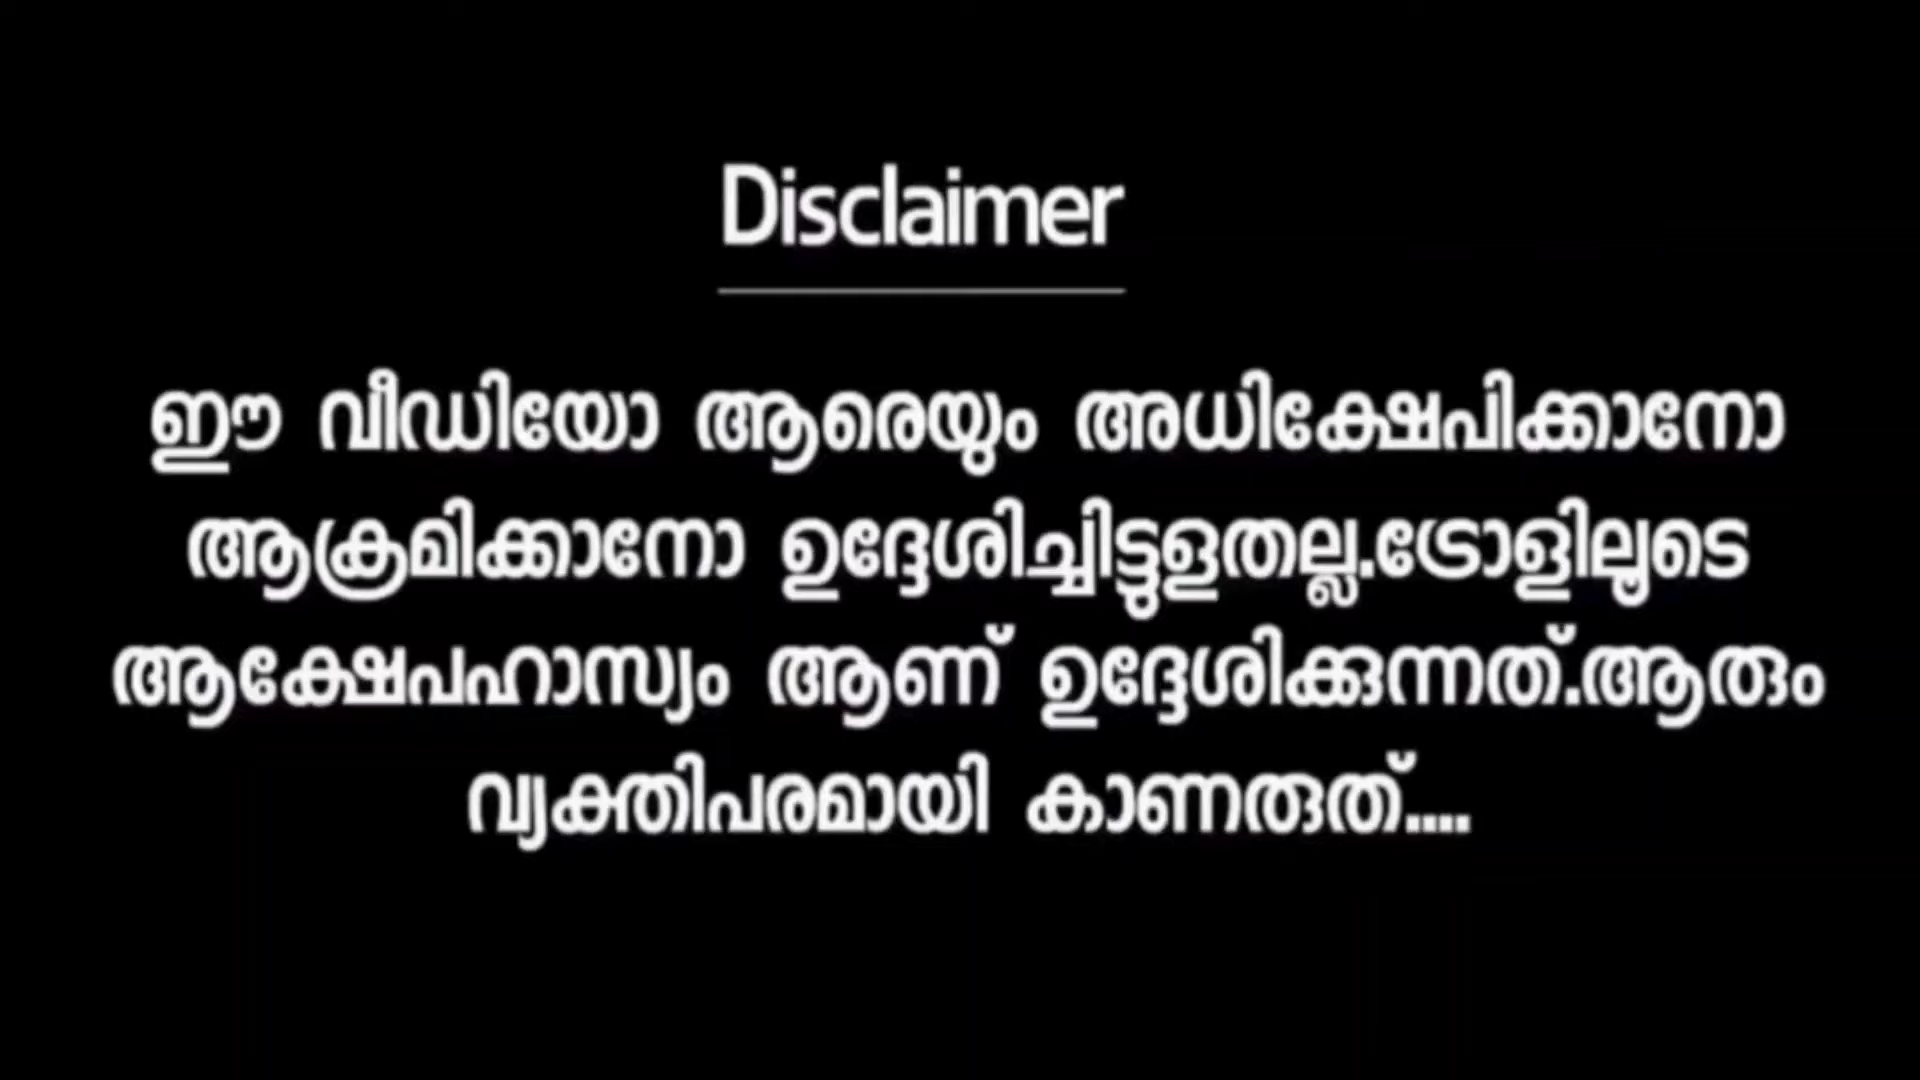 Disclaimer
ഈ വീഡിയോ ആരെയും അധിക്ഷേപിക്കാനോ
ആക്രമിക്കാനോ ഉദ്ദേശിച്ചിട്ടുളതല്ല.ട്രോളിലൂടെ
ആക്ഷേപഹാസ്യം ആണ് ഉദ്ദേശിക്കുന്നത്.ആരും
വ്യക്തിപരമായി കാണരുത്....